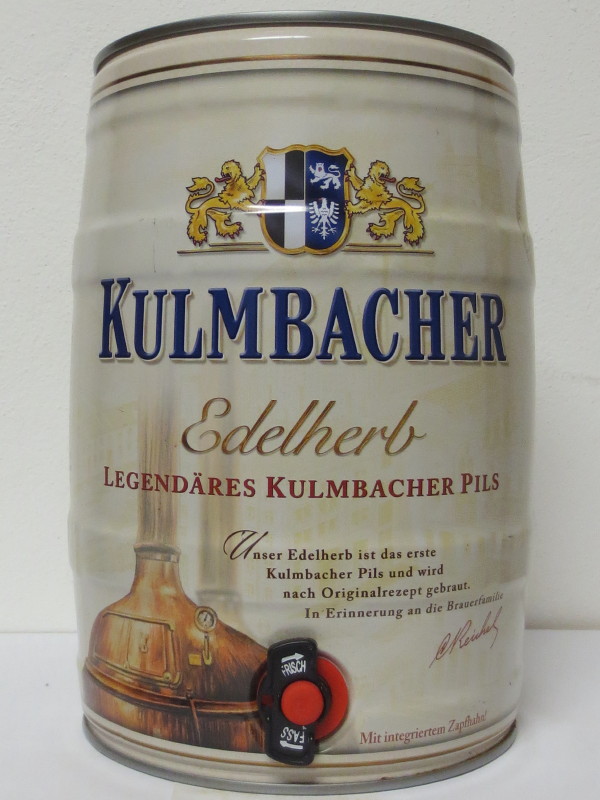 KULMBACHER
Edelherb
LEGENDÄRES KULMBACHER PILS
Unser Edelherb ist das erste
Kulmbacher Pils und wird
nach Originalrezept gebraut.
In Erinnerung an die Brauerfamilie
FRISCH
FASS
Mit integriertem Zapfhahn!